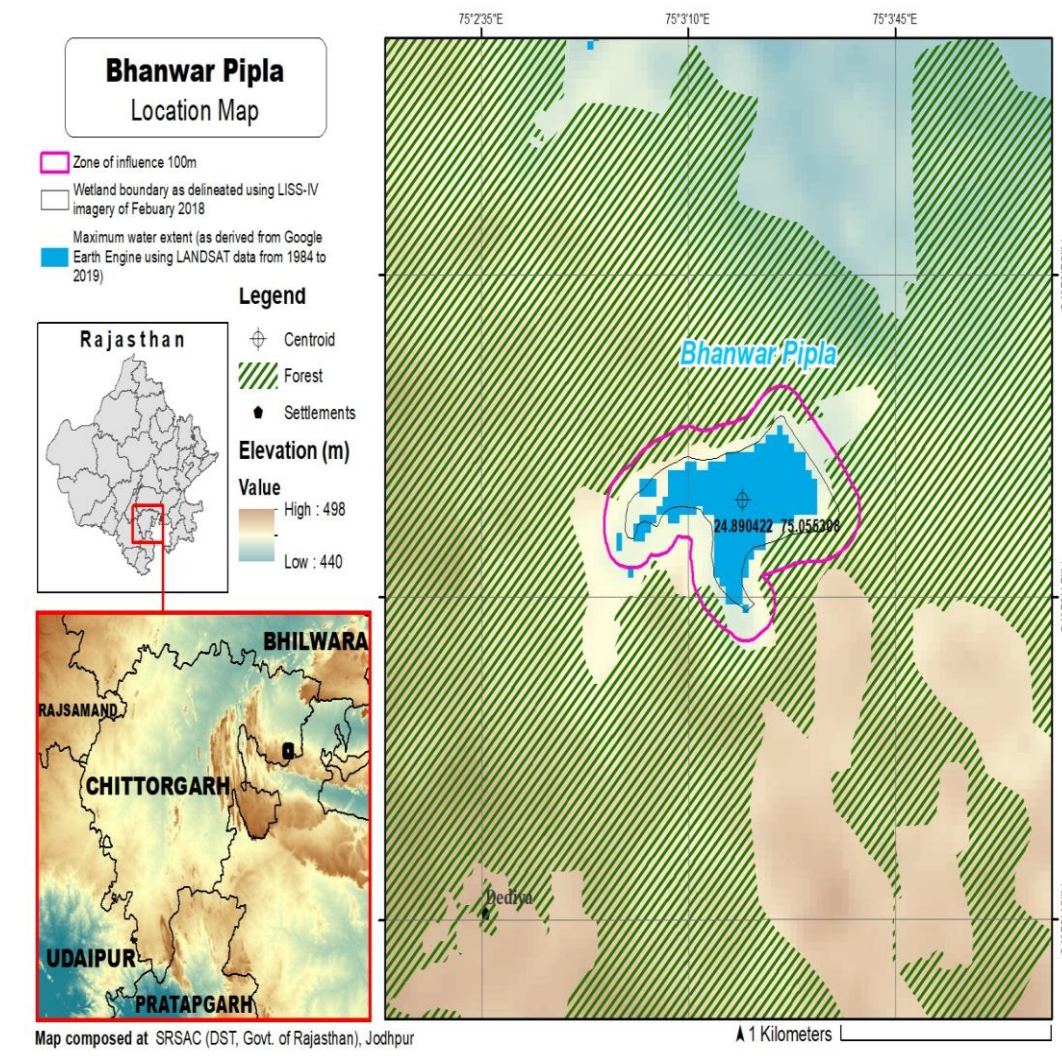 75°2'35"E 75°3'10"E 75°3'45"E
Bhanwar Pipla
Location Map
Zone of influence 100m
Wetland boundary as delineated using LISS-IV
imagery of Febuary 2018
Maximum water extent (as derived from Google
Earth Engine using LANDSAT data from 1984 to
2019)
Legend
Centroid
Forest
Settlements
Elevation (m)
Value
High : 498
Low : 440
Rajasthan
BHILWARA
RAJSAMAND
CHITTORGARH
UDAIPUR
PRATAPGARH
Bhanwar Pipla
24.890422 75.055308
Dediya
Map composed at SRSAC (DST, Govt. of Rajasthan), Jodhpur
1 Kilometers